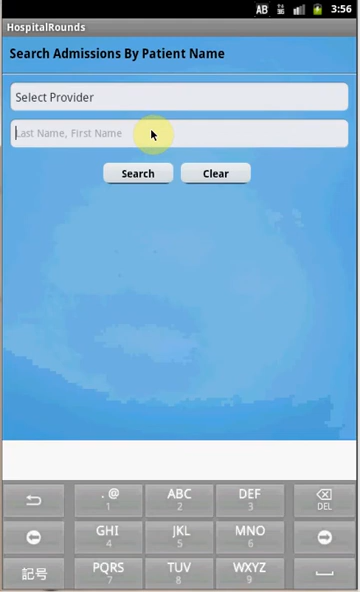 AB 3:56
HospitalRounds
Search Admissions By Patient Name
Select Provider
Last Name, First Name
Search Clear
. @ ABC DEF
1 2 3 DEL
GHI JKL MNO
4 5 6
記号 PQRS TUV WXYZ
7 8 9